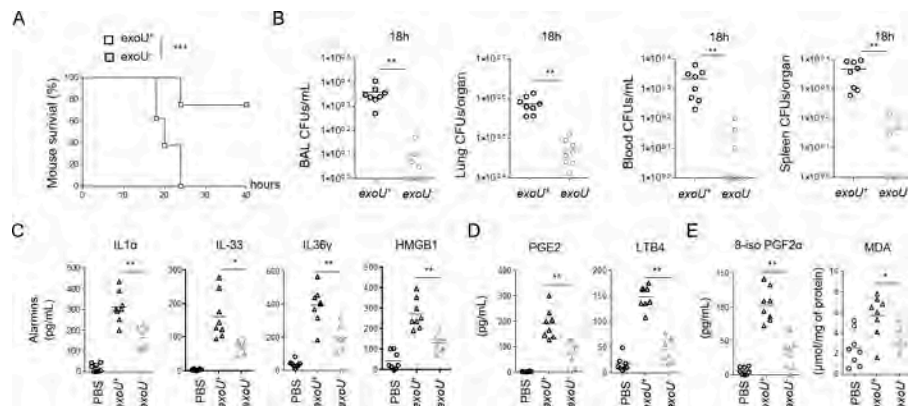 A
exoU+
exoU-
***
Mouse surivial (%)
100
80
60
40
20
0
0 10 20 30 40 hours
B
18h
**
BAL CFUs/mL
exoU+ exoU-
18h
**
Lung CFUs/organ
exoU+ exoU-
18h
**
Blood CFUs/mL
exoU+ exoU-
18h
**
Spleen CFUs/organ
exoU+ exoU-
C
Alarmins
(pg/mL)
IL1α
**
500
400
300
200
100
0
PBS exoU+ exoU-
IL-33
*
300
200
100
0
PBS exoU+ exoU-
IL36γ
**
600
400
200
0
PBS exoU+ exoU-
HMGB1
**
500
400
300
200
100
0
PBS exoU+ exoU-
D
(pg/mL)
PGE2
**
400
300
200
100
0
PBS exoU+ exoU-
LTB4
**
200
150
100
50
0
PBS exoU+ exoU-
E
(pg/mL)
8-iso PGF2α
**
200
150
100
50
0
PBS exoU+ exoU-
(μmol/mg of protein)
MDA
*
10
8
6
4
2
0
PBS exoU+ exoU-